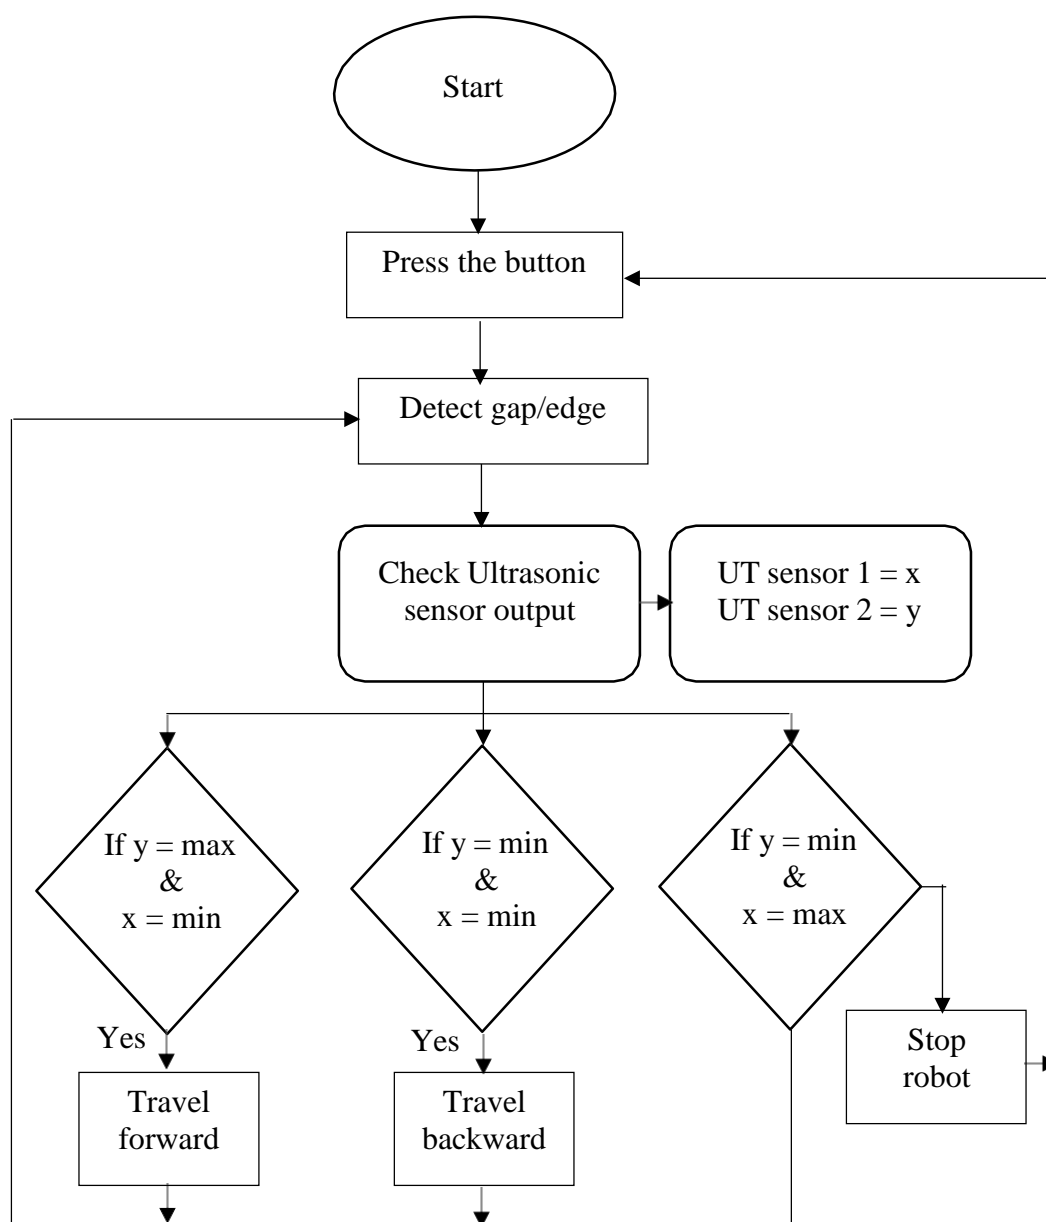 Start
Press the button
Detect gap/edge
Check Ultrasonic
sensor output
UT sensor 1 = x
UT sensor 2 = y
If y = max
&
x = min
If y = min
&
x = min
If y = min
&
x = max
Yes
Yes
Stop
robot
Travel
forward
Travel
backward